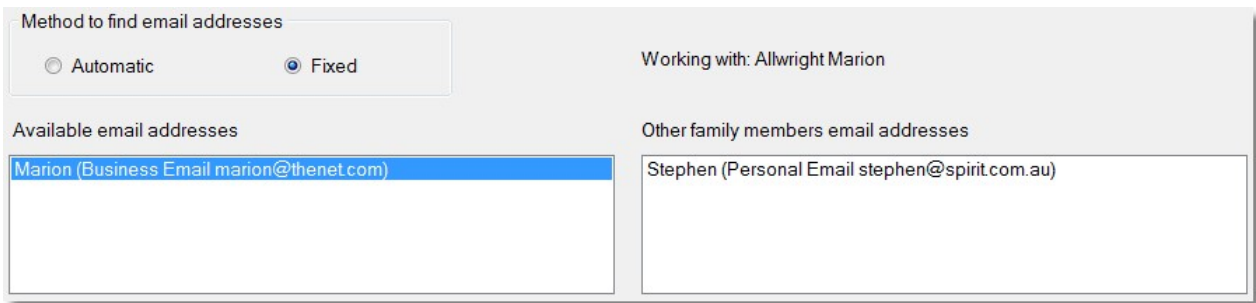 Method to find email addresses
Automatic
Fixed
Working with: Allwright Marion
Available email addresses
Other family members email addresses
Marion (Business Email marion@thenet.com)
Stephen (Personal Email stephen@spirit.com.au)